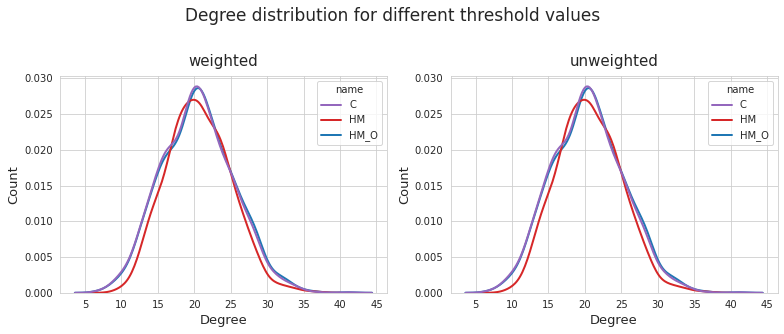 Degree distribution for different threshold values
weighted
unweighted
0.030
0.025
0.020
0.015
0.010
0.005
0.000
Count
name
C
HM
HM_O
5 10 15 20 25 30 35 40 45
Degree
0.030
0.025
0.020
0.015
0.010
0.005
0.000
Count
name
C
HM
HM_O
5 10 15 20 25 30 35 40 45
Degree